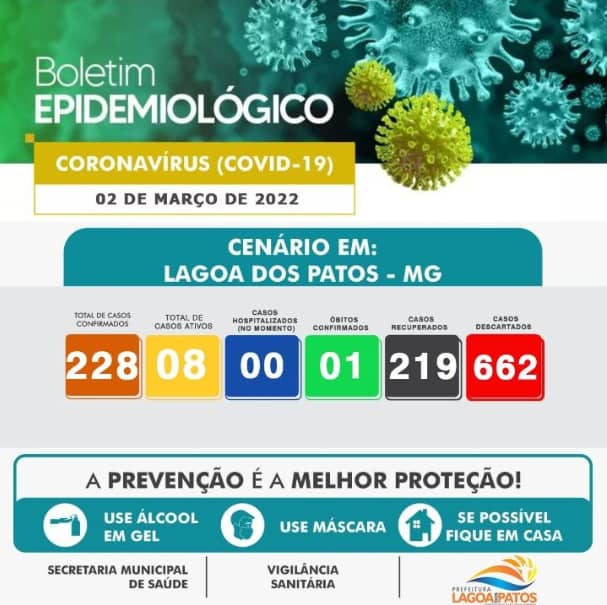 Boletim
EPIDEMIOLÓGICO
CORONAVÍRUS (COVID-19)
02 DE MARÇO DE 2022
CENÁRIO EM:
LAGOA DOS PATOS - MG
TOTAL DE CASOS
CONFIRMADOS
228
TOTAL DE
CASOS ATIVOS
08
CASOS
HOSPITALIZADOS
(NO MOMENTO)
00
ÓBITOS
CONFIRMADOS
01
CASOS
RECUPERADOS
219
CASOS
DESCARTADOS
662
A PREVENÇÃO É A MELHOR PROTEÇÃO!
USE ÁLCOOL
EM GEL
USE MÁSCARA
SE POSSÍVEL
FIQUE EM CASA
SECRETARIA MUNICIPAL
DE SAÚDE
VIGILÂNCIA
SANITÁRIA
PREFEITURA
LAGOA DOS PATOS